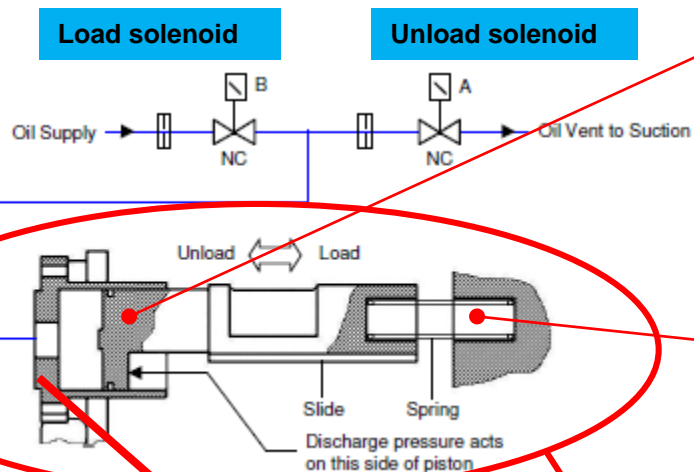 Load solenoid
Unload solenoid
B
A
Oil Supply
Oil Vent to Suction
NC
NC
Unload
Load
Slide
Spring
Discharge pressure acts
on this side of piston